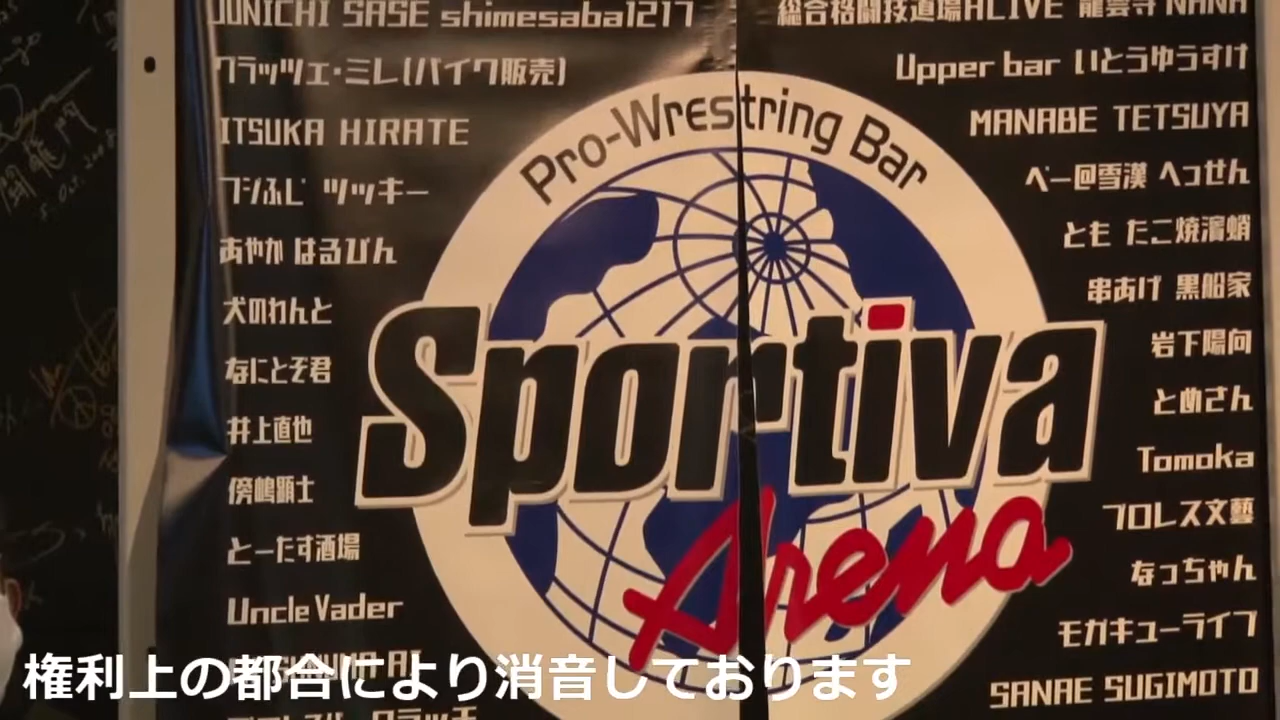 JUNICHI SASE shimesaba1217
クラッツェ・ミレ(バイク販売)
ITSUKA HIRATE
フジふじ ツッキー
あやか はるぴん
犬のわんと
なにとぞ君
井上直也
傍嶋顕士
とーたす酒場
Uncle Vader
Pro-Wrestring Bar
Sportiva
Arena
総合格闘技道場ALIVE 龍雲寺 NANA
Upper bar いとうゆうすけ
MANABE TETSUYA
べー@雪漢 へっせん
とも たこ焼濱蛸
串あげ 黒船家
岩下陽向
とめさん
Tomoka
プロレス文藝
なっちゃん
モカキューライフ
SANAE SUGIMOTO
権利上の都合により消音しております